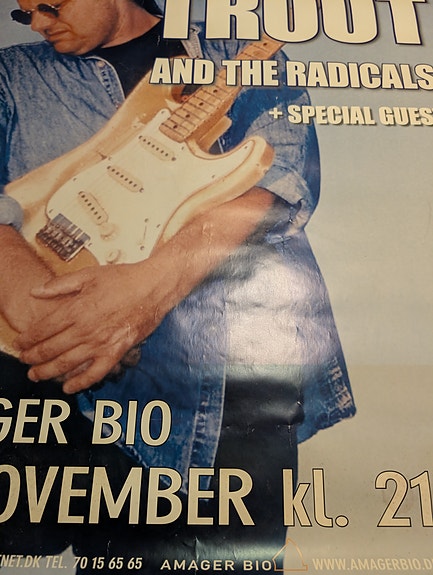 TROUT
AND THE RADICALS
+ SPECIAL GUES
GER BIO
OVEMBER kl. 21
NET.DK TEL. 70 15 65 65 AMAGER BIO WWW.AMAGERBIO.D